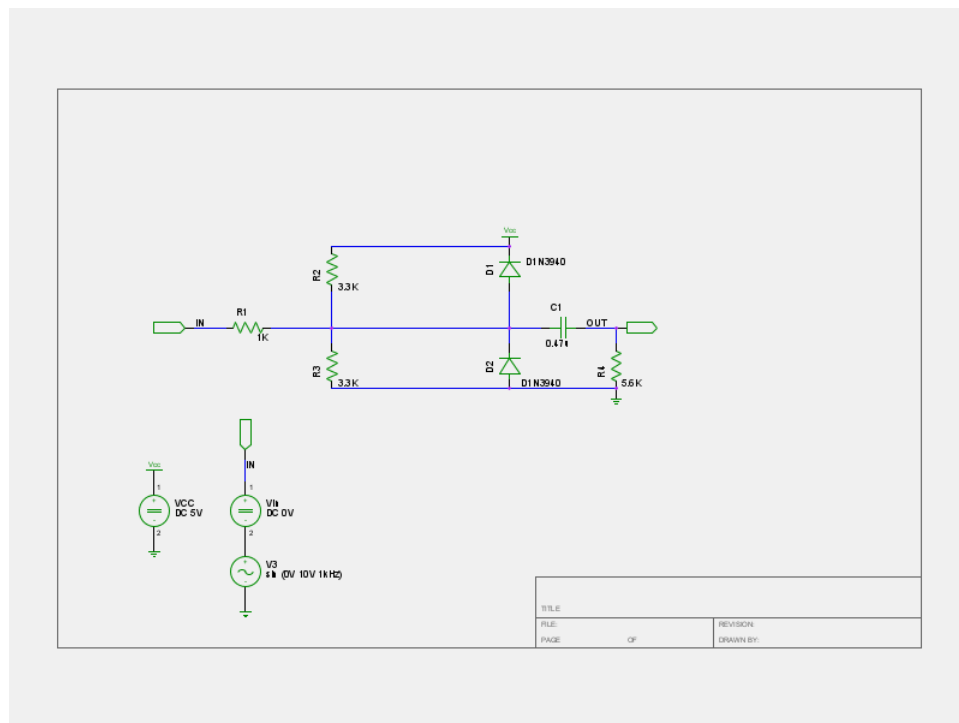 Vcc
D1
D1N3940
R2
3.3K
C1
R1
IN
OUT
1K
0.47u
R3
3.3K
D2
D1N3940
R4
5.6K
IN
Vcc
1
1
VCC
DC 5V
Vin
DC 0V
2
2
V3
sin (0V 10V 1kHz)
TITLE
FILE:
REVISION:
PAGE
OF
DRAWN BY: